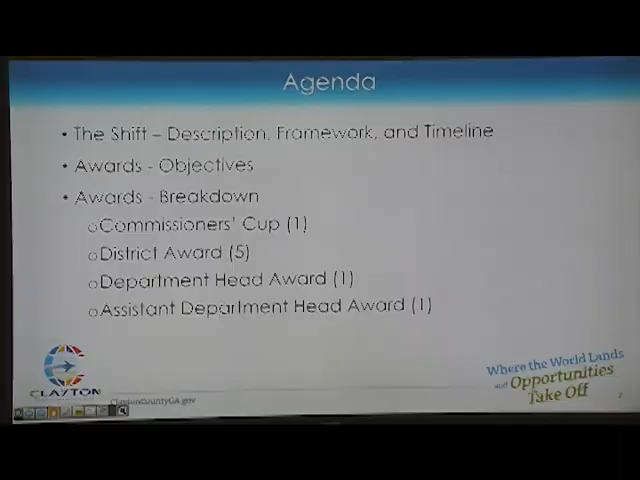 Agenda
• The Shift – Description, Framework, and Timeline
• Awards - Objectives
• Awards - Breakdown
o Commissioners' Cup (1)
o District Award (5)
o Department Head Award (1)
o Assistant Department Head Award (1)
CLAYTON
ClaytonCountyGA.gov
Where the World Lands
and Opportunities
Take Off
2